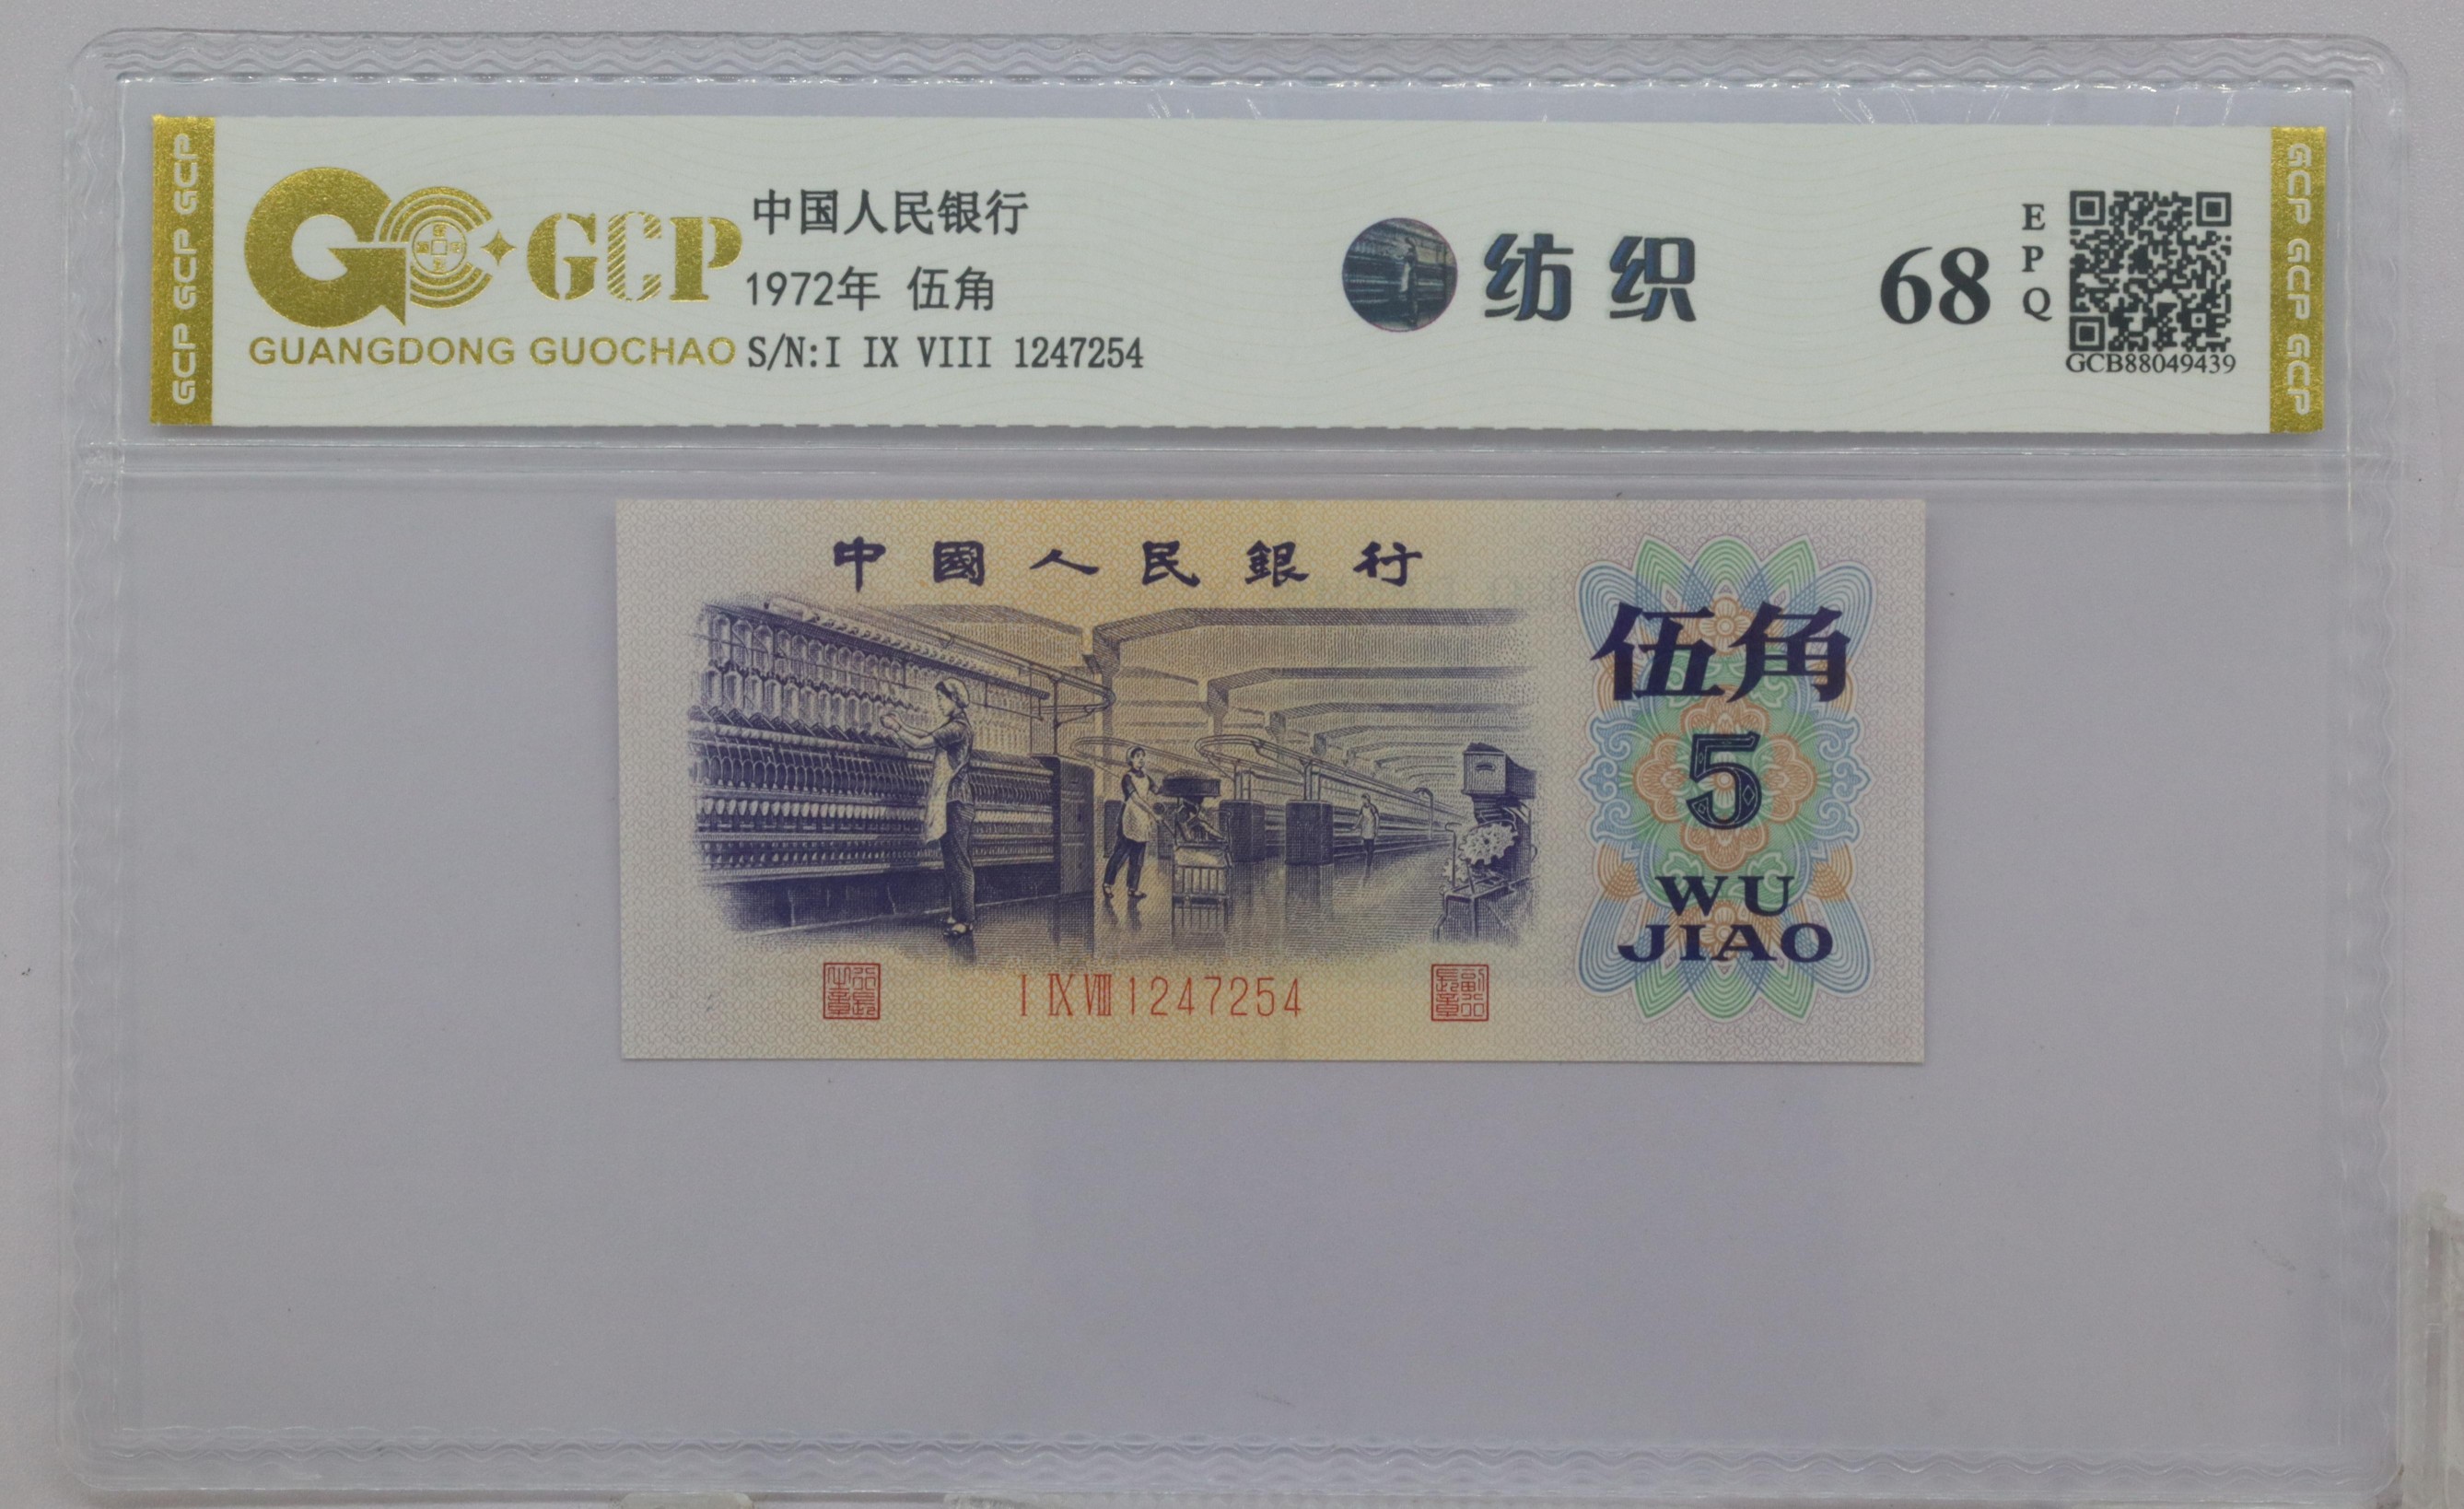 GCP GCP GCP
GCP
中国人民银行
1972年 伍角
GUANGDONG GUOCHAO
S/N:I IX VIII 1247254
纺织
68
EPQ
GCB88049439
GCP GCP GCP
中國人民銀行
伍角
5
WU
JIAO
I IX VIII 1247254